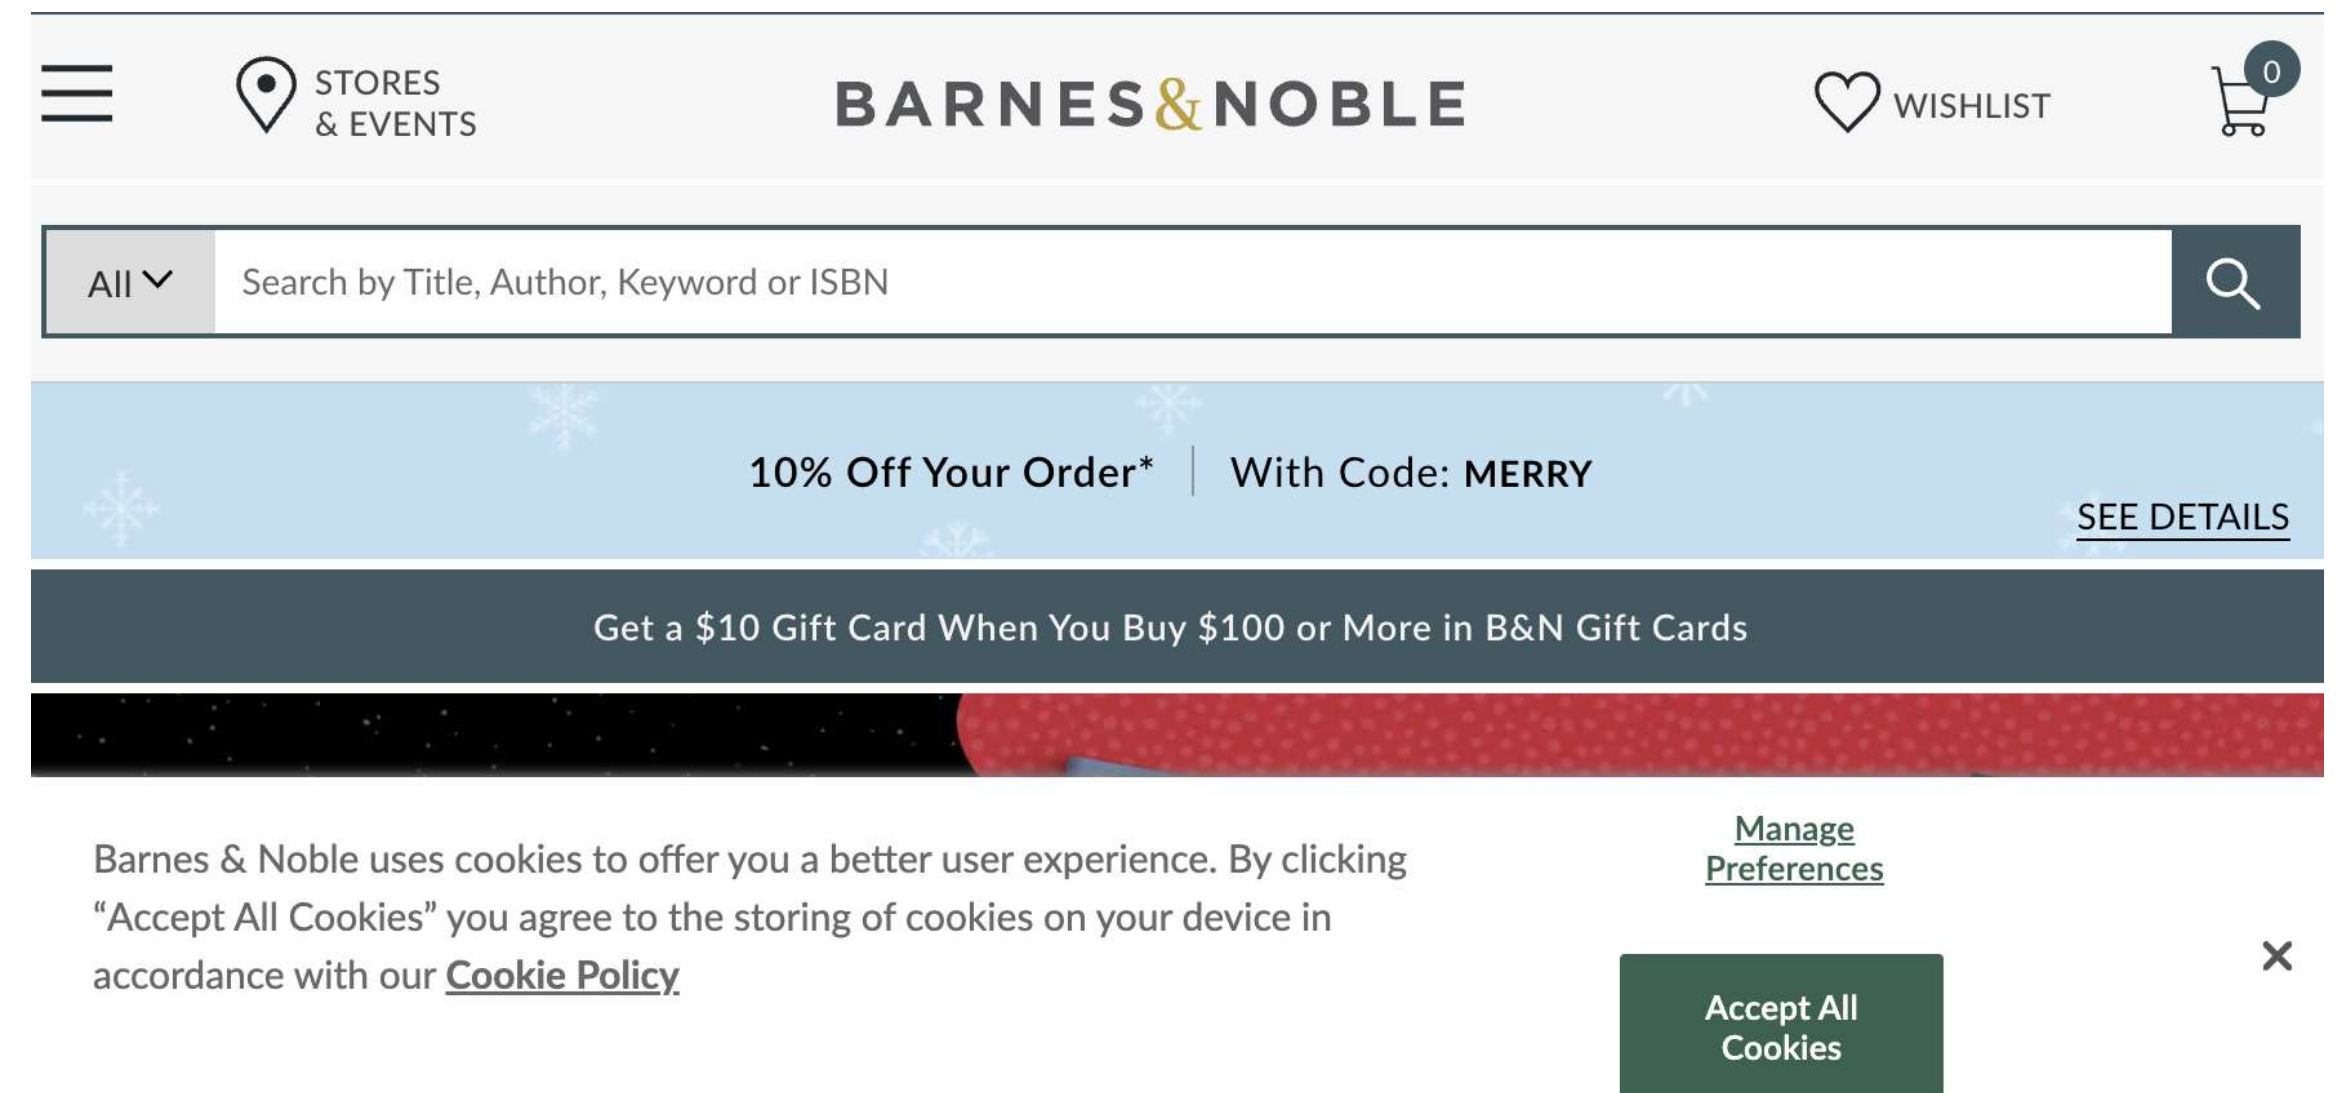 STORES
& EVENTS
BARNES&NOBLE
WISHLIST
0
All
Search by Title, Author, Keyword or ISBN
10% Off Your Order* | With Code: MERRY
SEE DETAILS
Get a $10 Gift Card When You Buy $100 or More in B&N Gift Cards
Barnes & Noble uses cookies to offer you a better user experience. By clicking
“Accept All Cookies” you agree to the storing of cookies on your device in
accordance with our Cookie Policy
Manage
Preferences
Accept All
Cookies